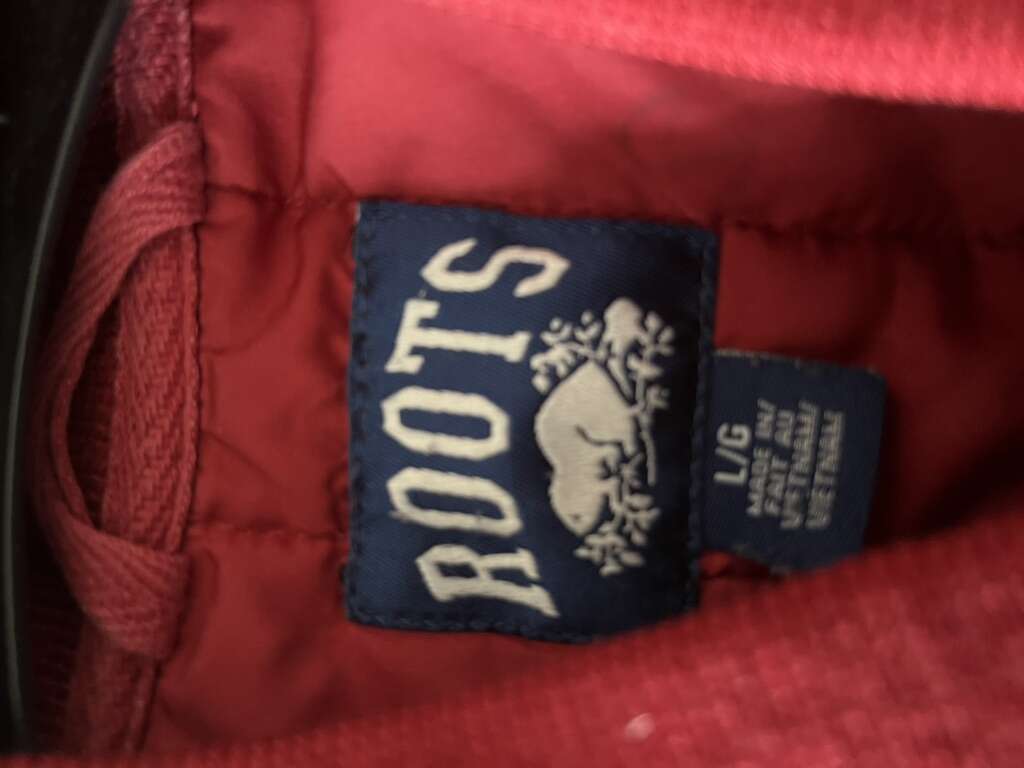 ROOTS
L/G
MADE IN/
FAIT AU
VIETNAM/
VIETNAM